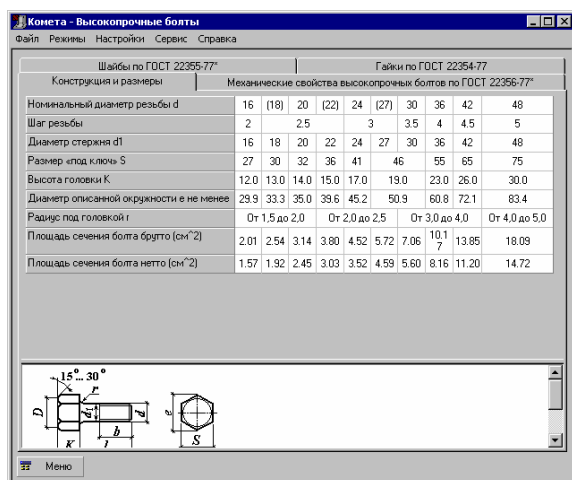 Комета - Высокопрочные болты
Файл Режимы Настройки Сервис Справка
Шайбы по ГОСТ 22355-77* Гайки по ГОСТ 22354-77
Конструкция и размеры Механические свойства высокопрочных болтов по ГОСТ 22356-77*
Номинальный диаметр резьбы d 16 (18) 20 (22) 24 (27) 30 36 42 48
Шаг резьбы 2 2.5 3 3.5 4 4.5 5
Диаметр стержня d1 16 18 20 22 24 27 30 36 42 48
Размер «под ключ» S 27 30 32 36 41 46 55 65 75
Высота головки K 12.0 13.0 14.0 15.0 17.0 19.0 23.0 26.0 30.0
Диаметр описанной окружности e не менее 29.9 33.3 35.0 39.6 45.2 50.9 60.8 72.1 83.4
Радиус под головкой r От 1,5 до 2,0 От 2,0 до 2,5 От 3,0 до 4,0 От 4,0 до 5,0
Площадь сечения болта брутто (см^2) 2.01 2.54 3.14 3.80 4.52 5.72 7.06 10.17 13.85 18.09
Площадь сечения болта нетто (см^2) 1.57 1.92 2.45 3.03 3.52 4.59 5.60 8.16 11.20 14.72
15°... 30°
r
D d1 d e
b
K l S
Меню